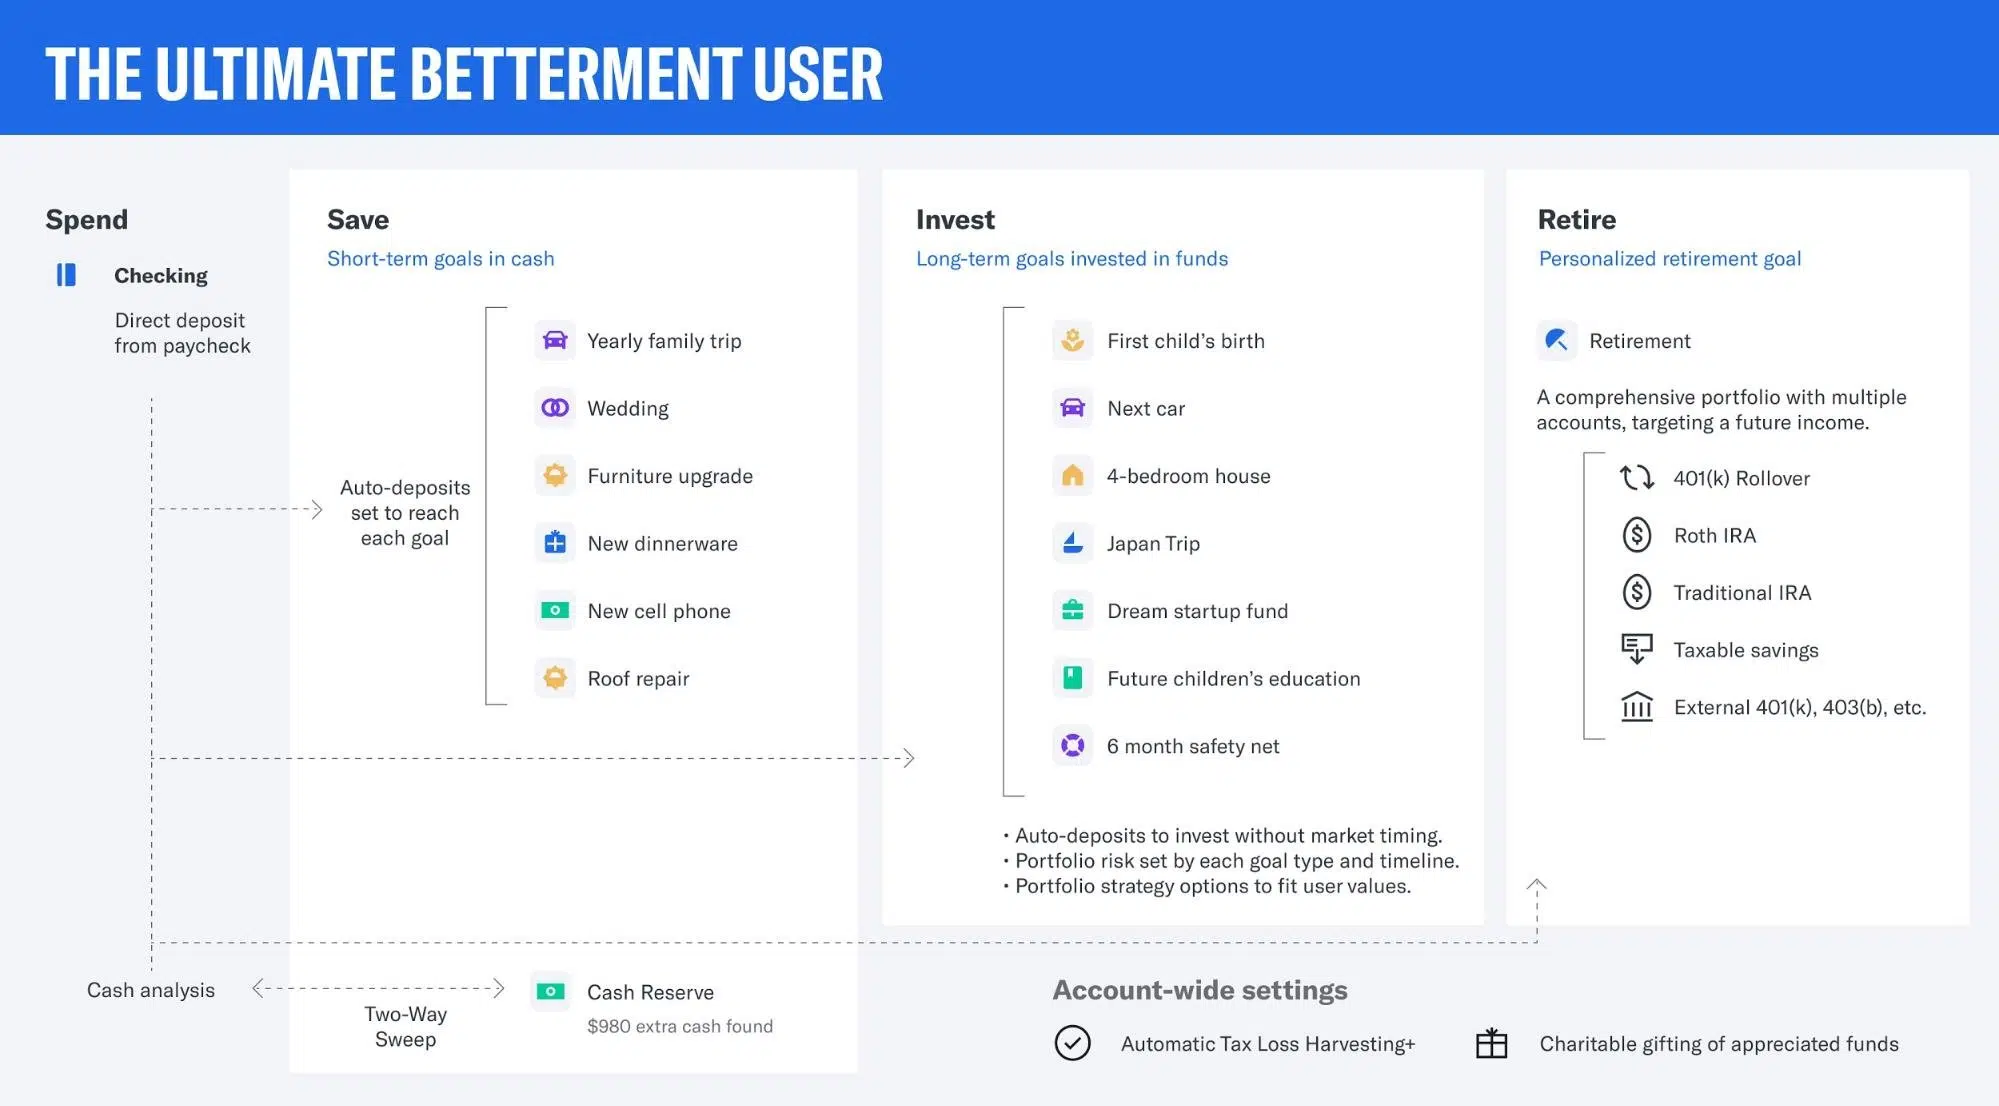 THE ULTIMATE BETTERMENT USER
Spend
Checking
Direct deposit
from paycheck
Cash analysis
Save
Short-term goals in cash
Auto-deposits
set to reach
each goal
Yearly family trip
Wedding
Furniture upgrade
New dinnerware
New cell phone
Roof repair
Two-Way
Sweep
Cash Reserve
$980 extra cash found
Invest
Long-term goals invested in funds
First child’s birth
Next car
4-bedroom house
Japan Trip
Dream startup fund
Future children’s education
6 month safety net
• Auto-deposits to invest without market timing.
• Portfolio risk set by each goal type and timeline.
• Portfolio strategy options to fit user values.
Retire
Personalized retirement goal
Retirement
A comprehensive portfolio with multiple
accounts, targeting a future income.
401(k) Rollover
Roth IRA
Traditional IRA
Taxable savings
External 401(k), 403(b), etc.
Account-wide settings
Automatic Tax Loss Harvesting+
Charitable gifting of appreciated funds